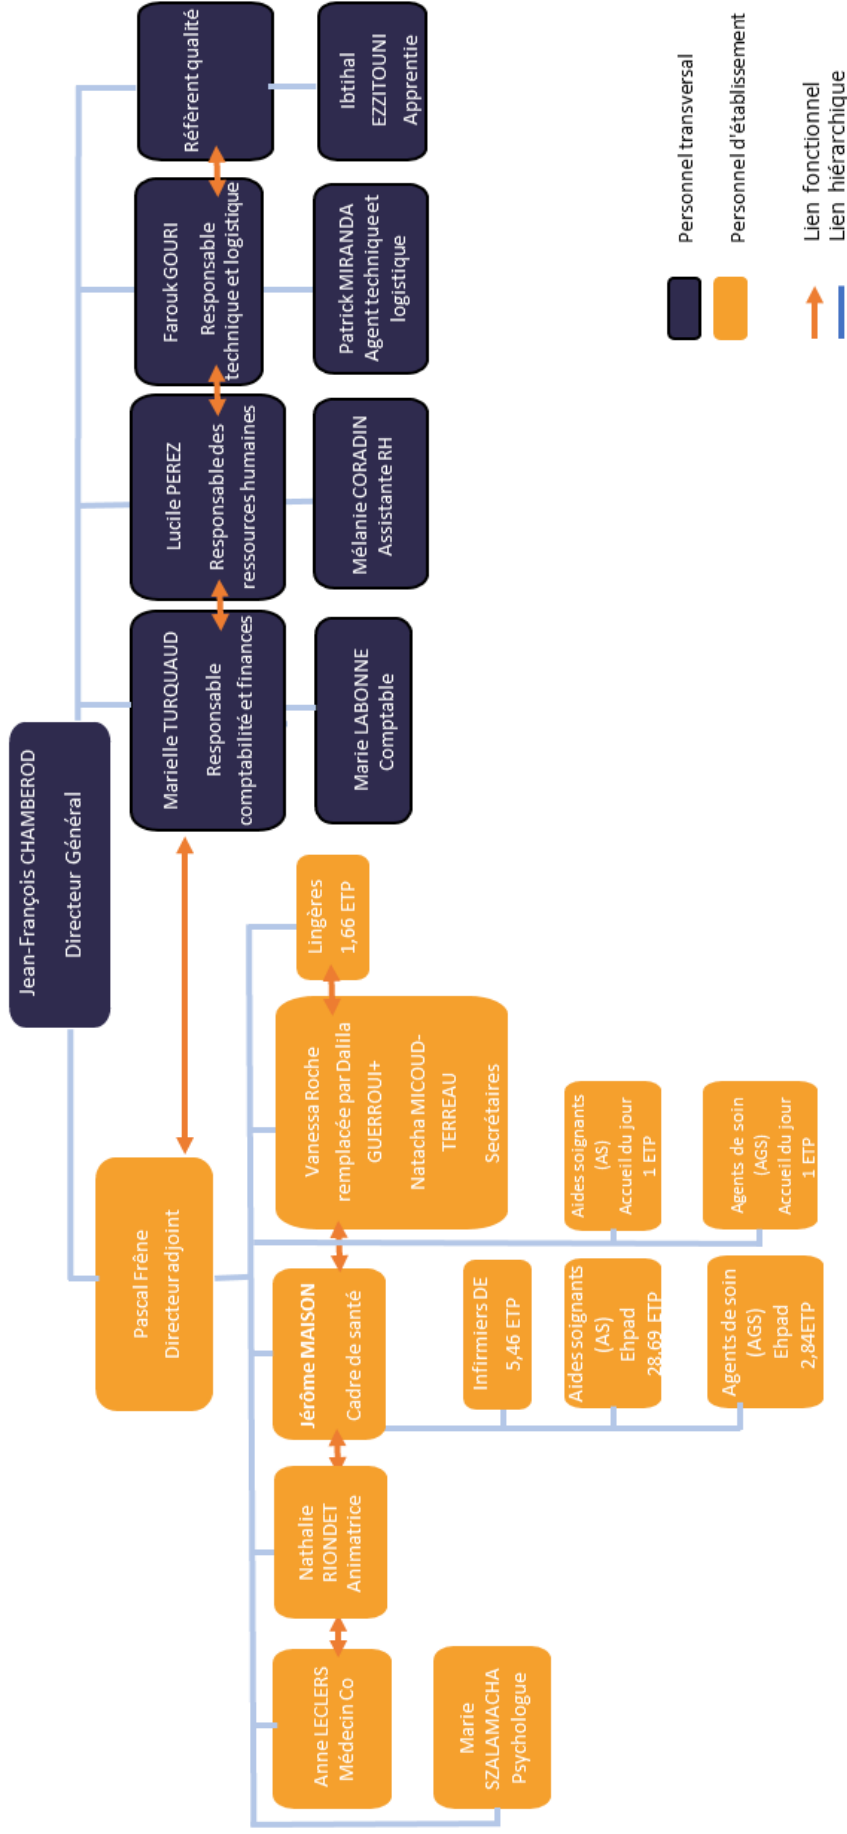 Jean-François CHAMBEROD
Directeur Général
Pascal Frêne
Directeur adjoint
Marielle TURQUAUD
Responsable
comptabilité et finances
Lucile PEREZ
Responsable des
ressources humaines
Farouk GOURI
Responsable
technique et logistique
Référent qualité
Marie LABONNE
Comptable
Mélanie CORADIN
Assistante RH
Patrick MIRANDA
Agent technique et
logistique
Ibtihal
EZZITOUNI
Apprentie
Anne LECLERS
Médecin Co
Nathalie
RIONDET
Animatrice
Jérôme MAISON
Cadre de santé
Vanessa Roche
remplacée par Dalila
GUERROUI+
Natacha MICOUD-
TERREAU
Secrétaires
Lingères
1,66 ETP
Marie
SZALAMACHA
Psychologue
Infirmiers DE
5,46 ETP
Aides soignants
(AS)
Ehpad
28,69 ETP
Aides soignants
(AS)
Accueil du jour
1 ETP
Agents de soin
(AGS)
Ehpad
2,84ETP
Agents de soin
(AGS)
Accueil du jour
1 ETP
Personnel transversal
Personnel d'établissement
Lien fonctionnel
Lien hiérarchique